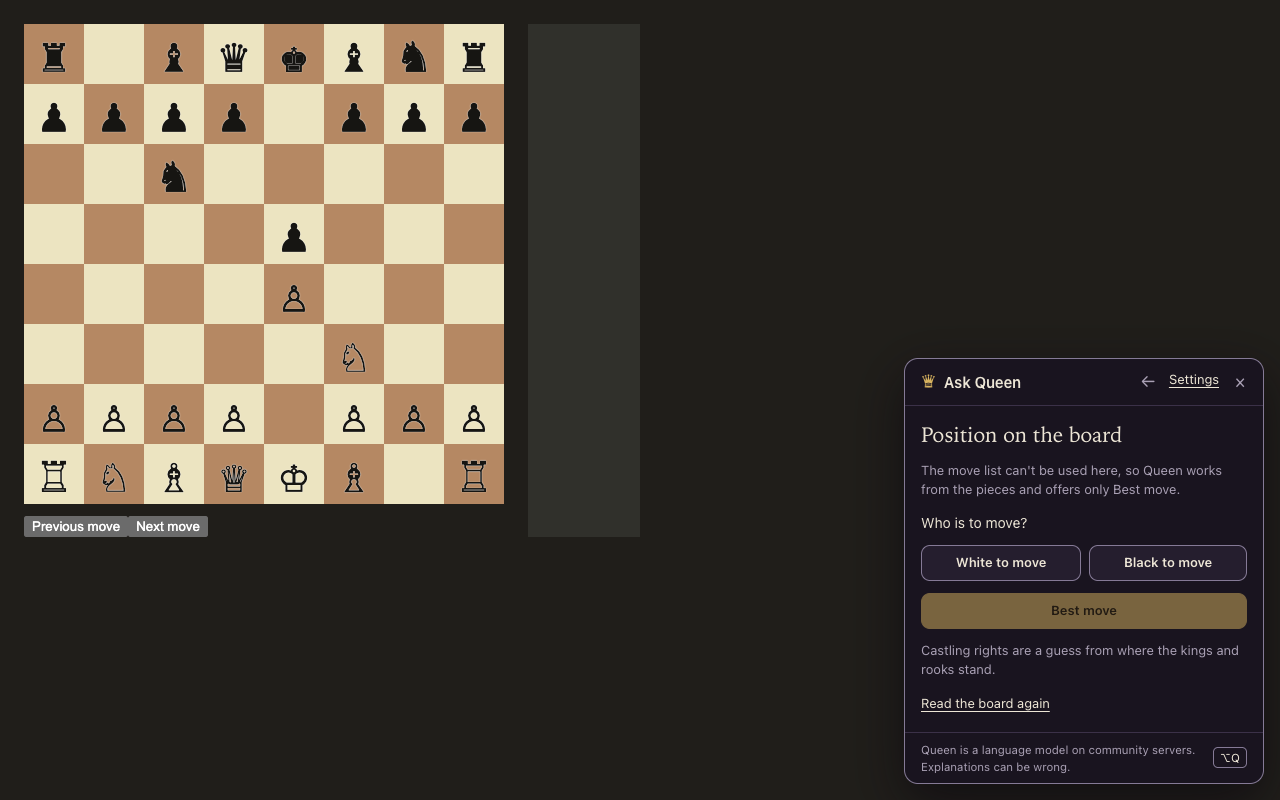 Previous move
Next move
Ask Queen
Settings
Position on the board
The move list can't be used here, so Queen works
from the pieces and offers only Best move.
Who is to move?
White to move
Black to move
Best move
Castling rights are a guess from where the kings and
rooks stand.
Read the board again
Queen is a language model on community servers.
Explanations can be wrong.
⌥Q